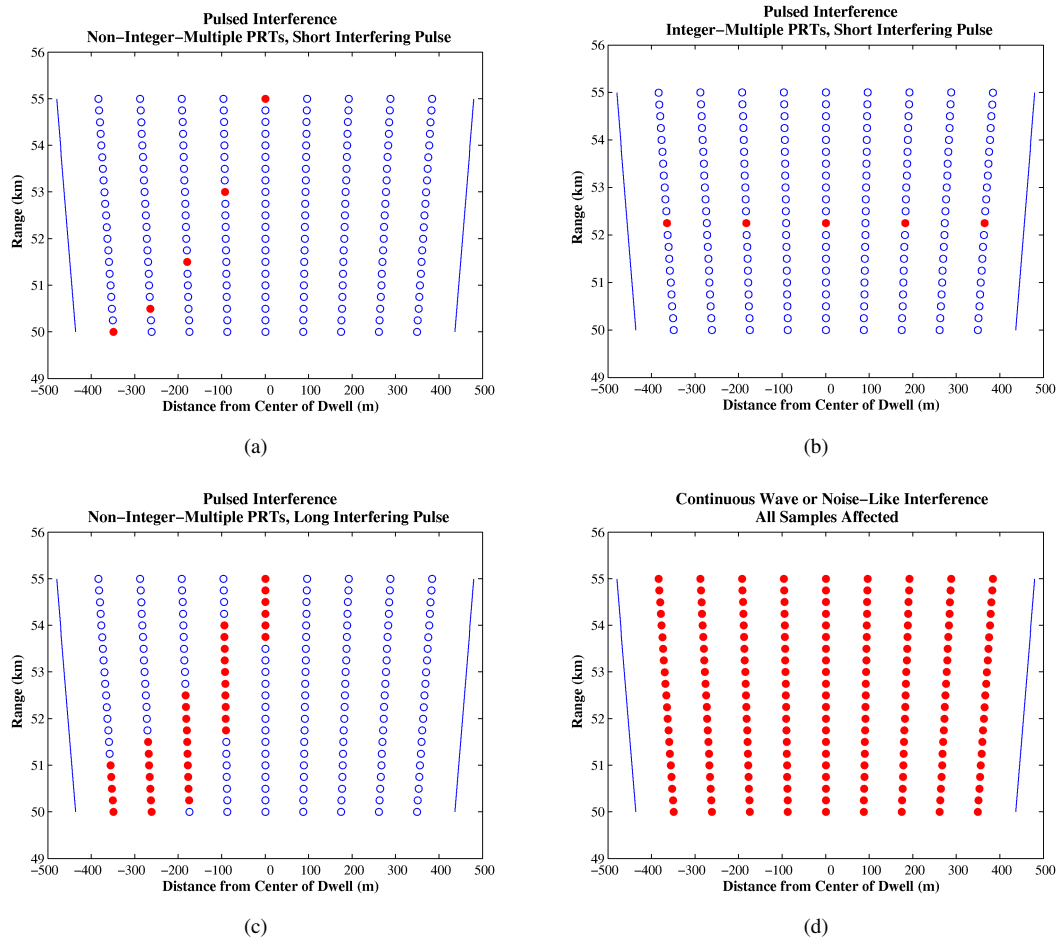 Pulsed Interference
Non−Integer−Multiple PRTs, Short Interfering Pulse
56
55
54
53
52
51
50
49
Range (km)
−500 −400 −300 −200 −100 0 100 200 300 400 500
Distance from Center of Dwell (m)
(a)
Pulsed Interference
Integer−Multiple PRTs, Short Interfering Pulse
56
55
54
53
52
51
50
49
Range (km)
−500 −400 −300 −200 −100 0 100 200 300 400 500
Distance from Center of Dwell (m)
(b)
Pulsed Interference
Non−Integer−Multiple PRTs, Long Interfering Pulse
56
55
54
53
52
51
50
49
Range (km)
−500 −400 −300 −200 −100 0 100 200 300 400 500
Distance from Center of Dwell (m)
(c)
Continuous Wave or Noise−Like Interference
All Samples Affected
56
55
54
53
52
51
50
49
Range (km)
−500 −400 −300 −200 −100 0 100 200 300 400 500
Distance from Center of Dwell (m)
(d)